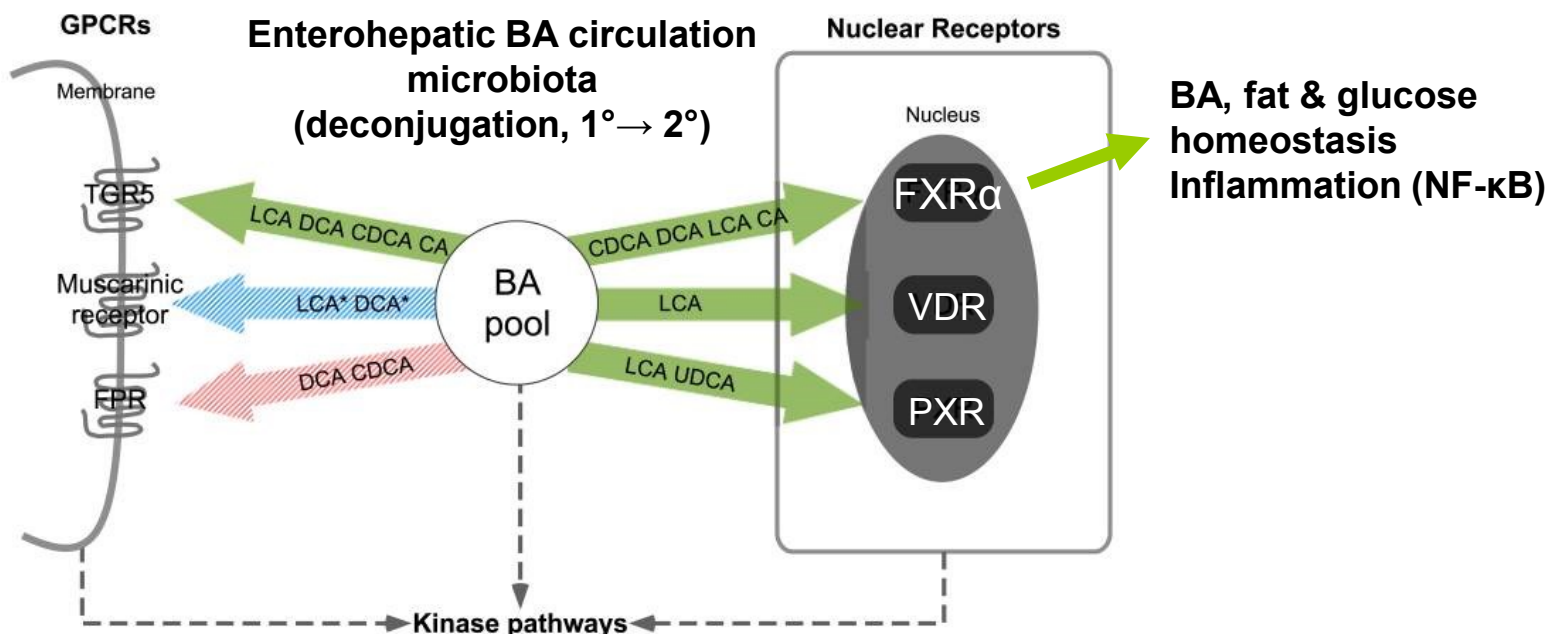 GPCRs
Enterohepatic BA circulation
microbiota
(deconjugation, 1°→ 2°)
Nuclear Receptors
Membrane
Nucleus
BA, fat & glucose
homeostasis
Inflammation (NF-κB)
TGR5
LCA DCA CDCA CA
CDCA DCA LCA CA
FXRα
Muscarinic
receptor
LCA* DCA*
BA
pool
LCA
VDR
FPR
DCA CDCA
LCA UDCA
PXR
Kinase pathways